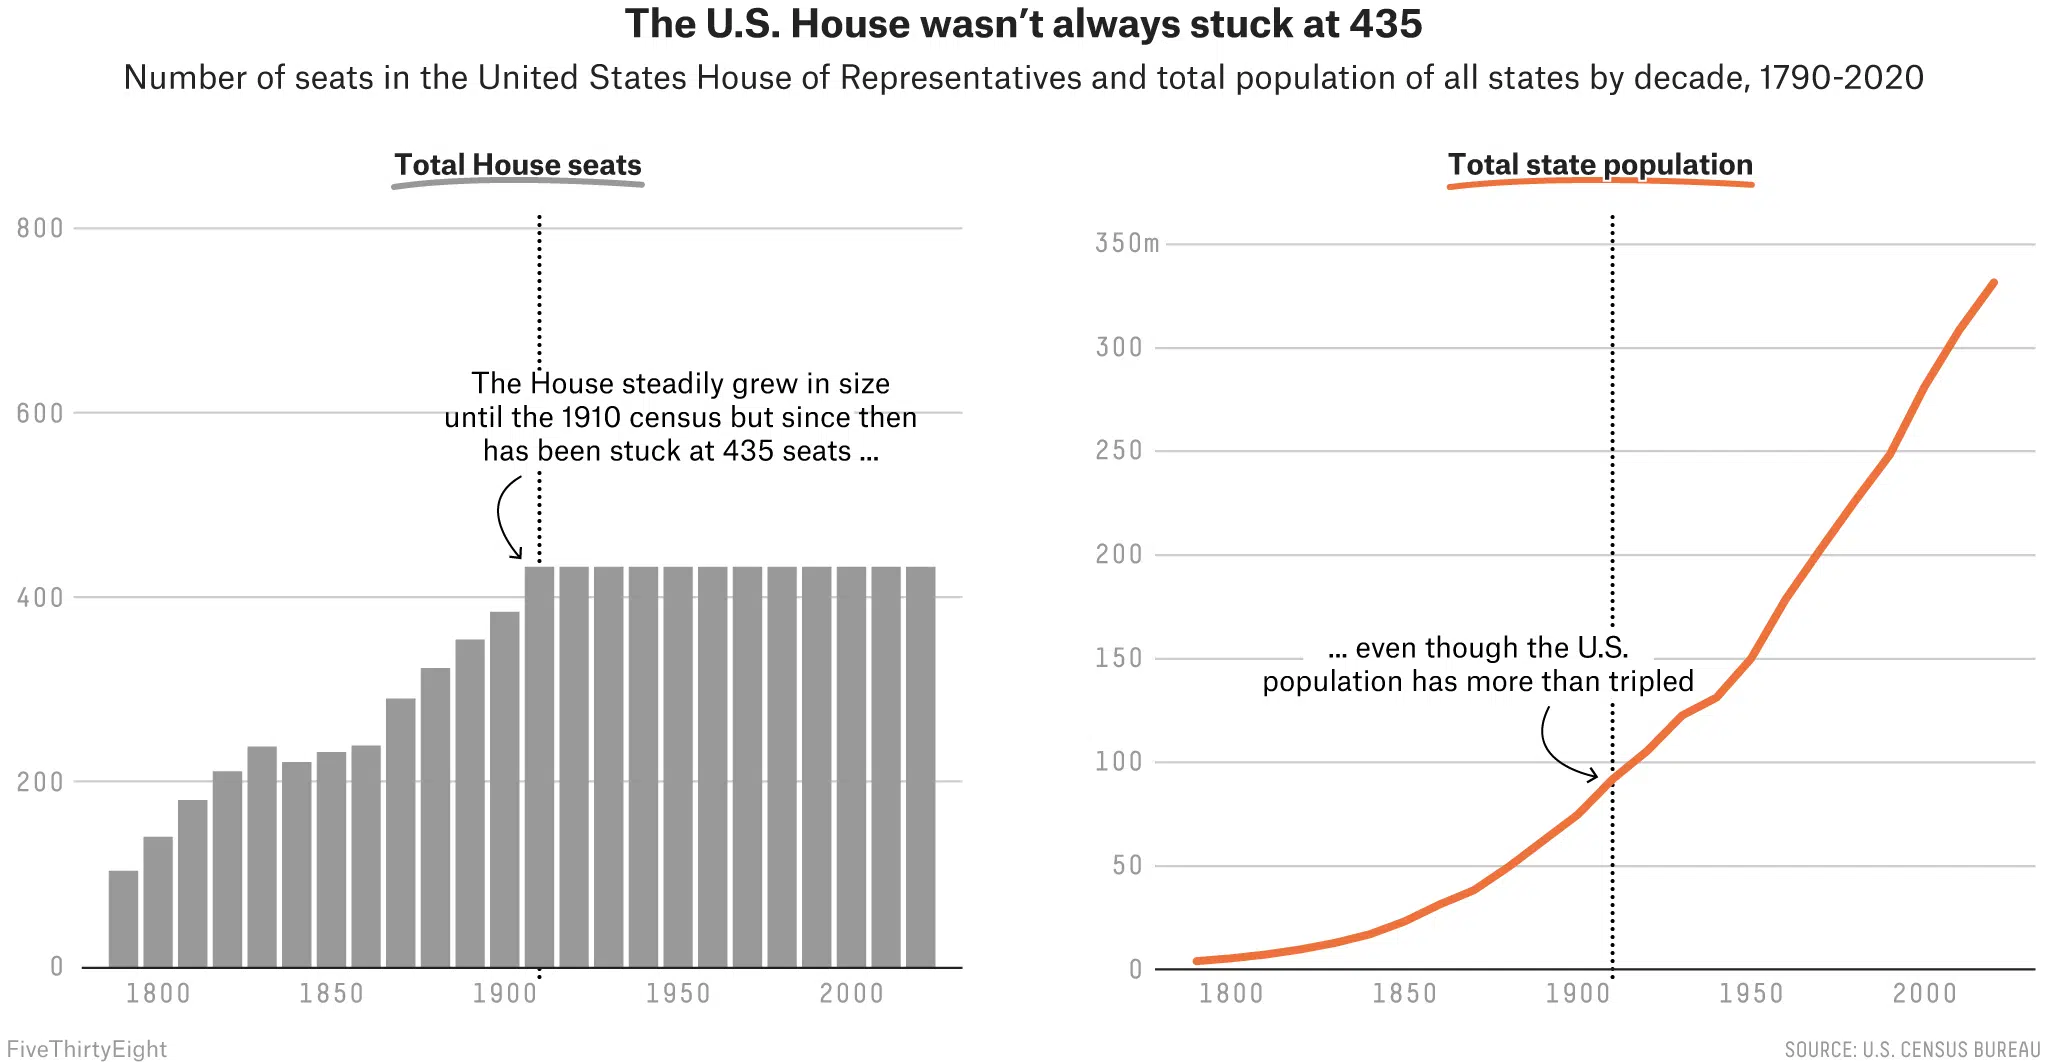 The U.S. House wasn't always stuck at 435
Number of seats in the United States House of Representatives and total population of all states by decade, 1790-2020
Total House seats
800
600
400
200
0
The House steadily grew in size
until the 1910 census but since then
has been stuck at 435 seats ...
1800
1850
1900
1950
2000
Total state population
350m
300
250
200
150
100
50
0
... even though the U.S.
population has more than tripled
1800
1850
1900
1950
2000
FiveThirtyEight
SOURCE: U.S. CENSUS BUREAU